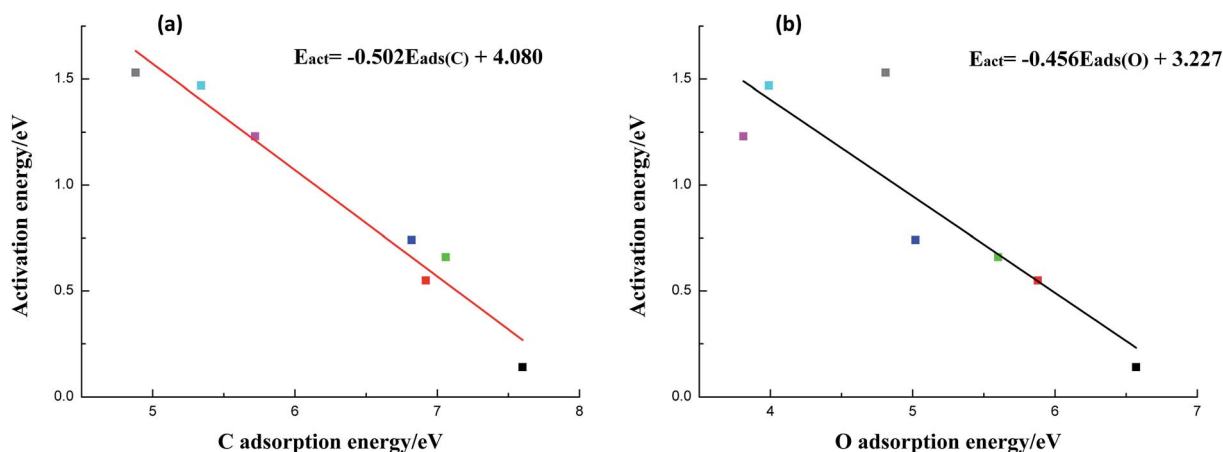 (a)
Eact= -0.502Eads(C) + 4.080
1.5
1.0
0.5
0.0
Activation energy/eV
5 6 7 8
C adsorption energy/eV
(b)
Eact= -0.456Eads(O) + 3.227
1.5
1.0
0.5
0.0
Activation energy/eV
4 5 6 7
O adsorption energy/eV